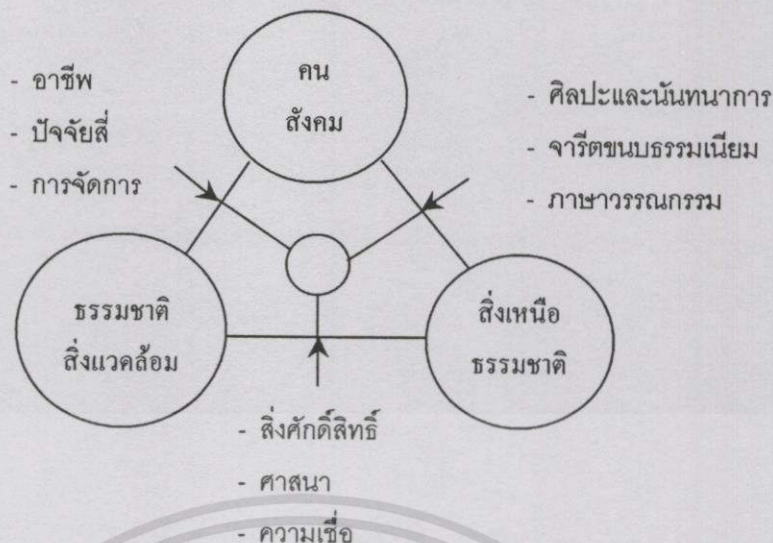 คน
สังคม
- อาชีพ
- ปัจจัยสี่
- การจัดการ
- ศิลปะและนันทนาการ
- จารีตขนบธรรมเนียม
- ภาษาวรรณกรรม
ธรรมชาติ
สิ่งแวดล้อม
สิ่งเหนือ
ธรรมชาติ
- สิ่งศักดิ์สิทธิ์
- ศาสนา
- ความเชื่อ